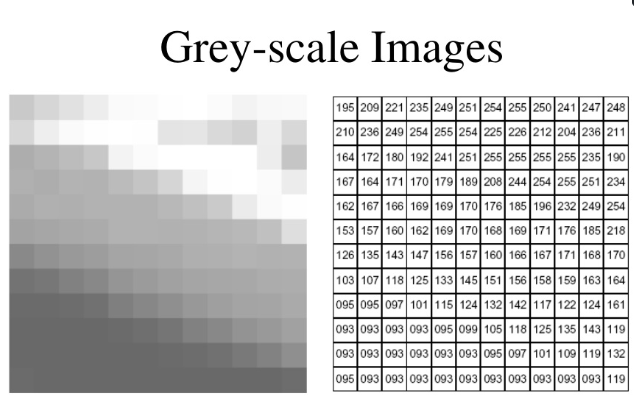 Grey-scale Images
195 209 221 235 249 251 254 255 250 241 247 248
210 236 249 254 255 254 225 226 212 204 236 211
164 172 180 192 241 251 255 255 255 255 235 190
167 164 171 170 179 189 208 244 254 255 251 234
162 167 166 169 169 170 176 185 196 232 249 254
153 157 160 162 169 170 168 169 171 176 185 218
126 135 143 147 156 157 160 166 167 171 168 170
103 107 118 125 133 145 151 156 158 159 163 164
095 095 097 101 115 124 132 142 117 122 124 161
093 093 093 093 095 099 105 118 125 135 143 119
093 093 093 093 093 093 095 097 101 109 119 132
095 093 093 093 093 093 093 093 093 093 093 119